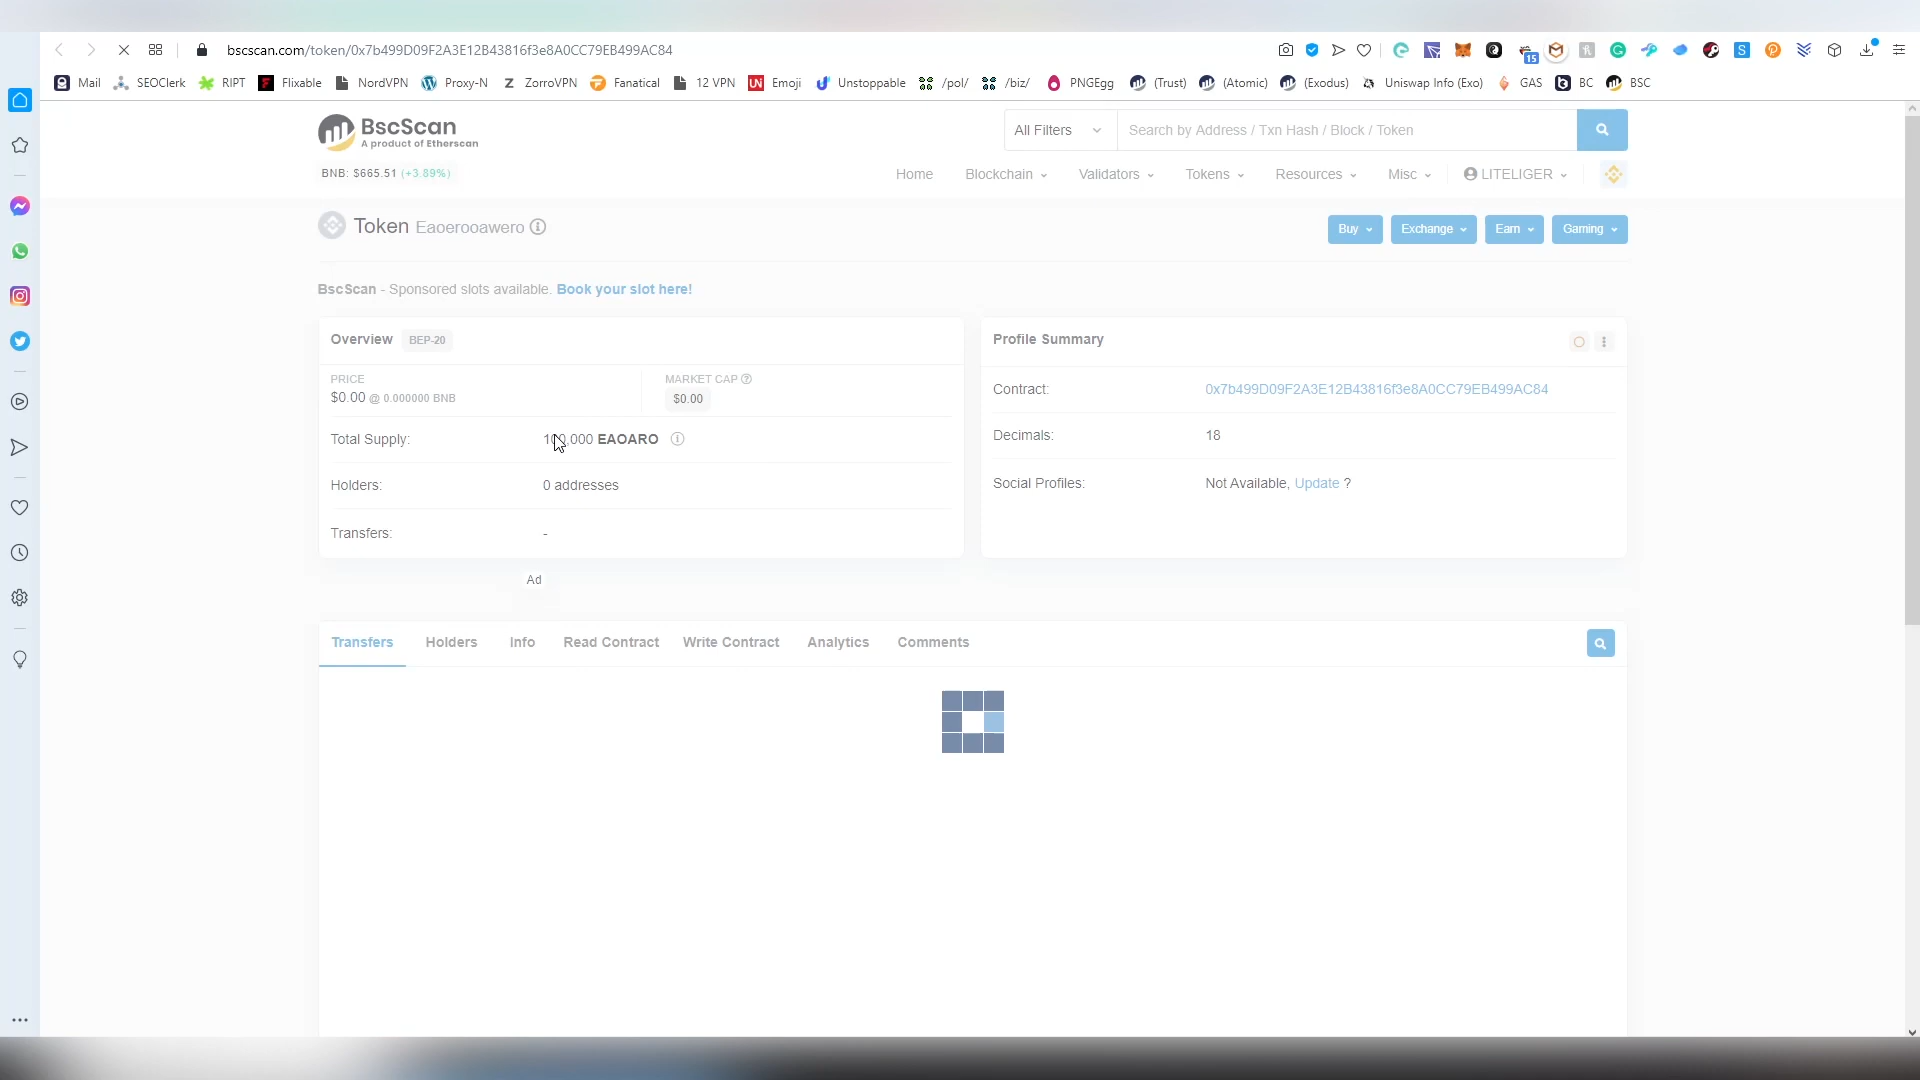 bscscan.com/token/0x7b499D09F2A3E12B43816f3e8A0CC79EB499AC84
15
Mail SEOClerk RIPT Flixable NordVPN Proxy-N ZorroVPN Fanatical 12 VPN Emoji Unstoppable /pol/ /biz/ PNGEgg (Trust) (Atomic) (Exodus) Uniswap Info (Exo) GAS BC BSC
BscScan
A product of Etherscan
All Filters Search by Address / Txn Hash / Block / Token
BNB: $665.51 (+3.89%)
Home Blockchain Validators Tokens Resources Misc LITELIGER
Token Eaoerooawero
Buy Exchange Earn Gaming
BscScan - Sponsored slots available. Book your slot here!
Overview BEP-20
PRICE MARKET CAP
$0.00 @ 0.000000 BNB $0.00
Total Supply: 100,000 EAOARO
Holders: 0 addresses
Transfers: -
Profile Summary
Contract: 0x7b499D09F2A3E12B43816f3e8A0CC79EB499AC84
Decimals: 18
Social Profiles: Not Available, Update ?
Ad
Transfers Holders Info Read Contract Write Contract Analytics Comments